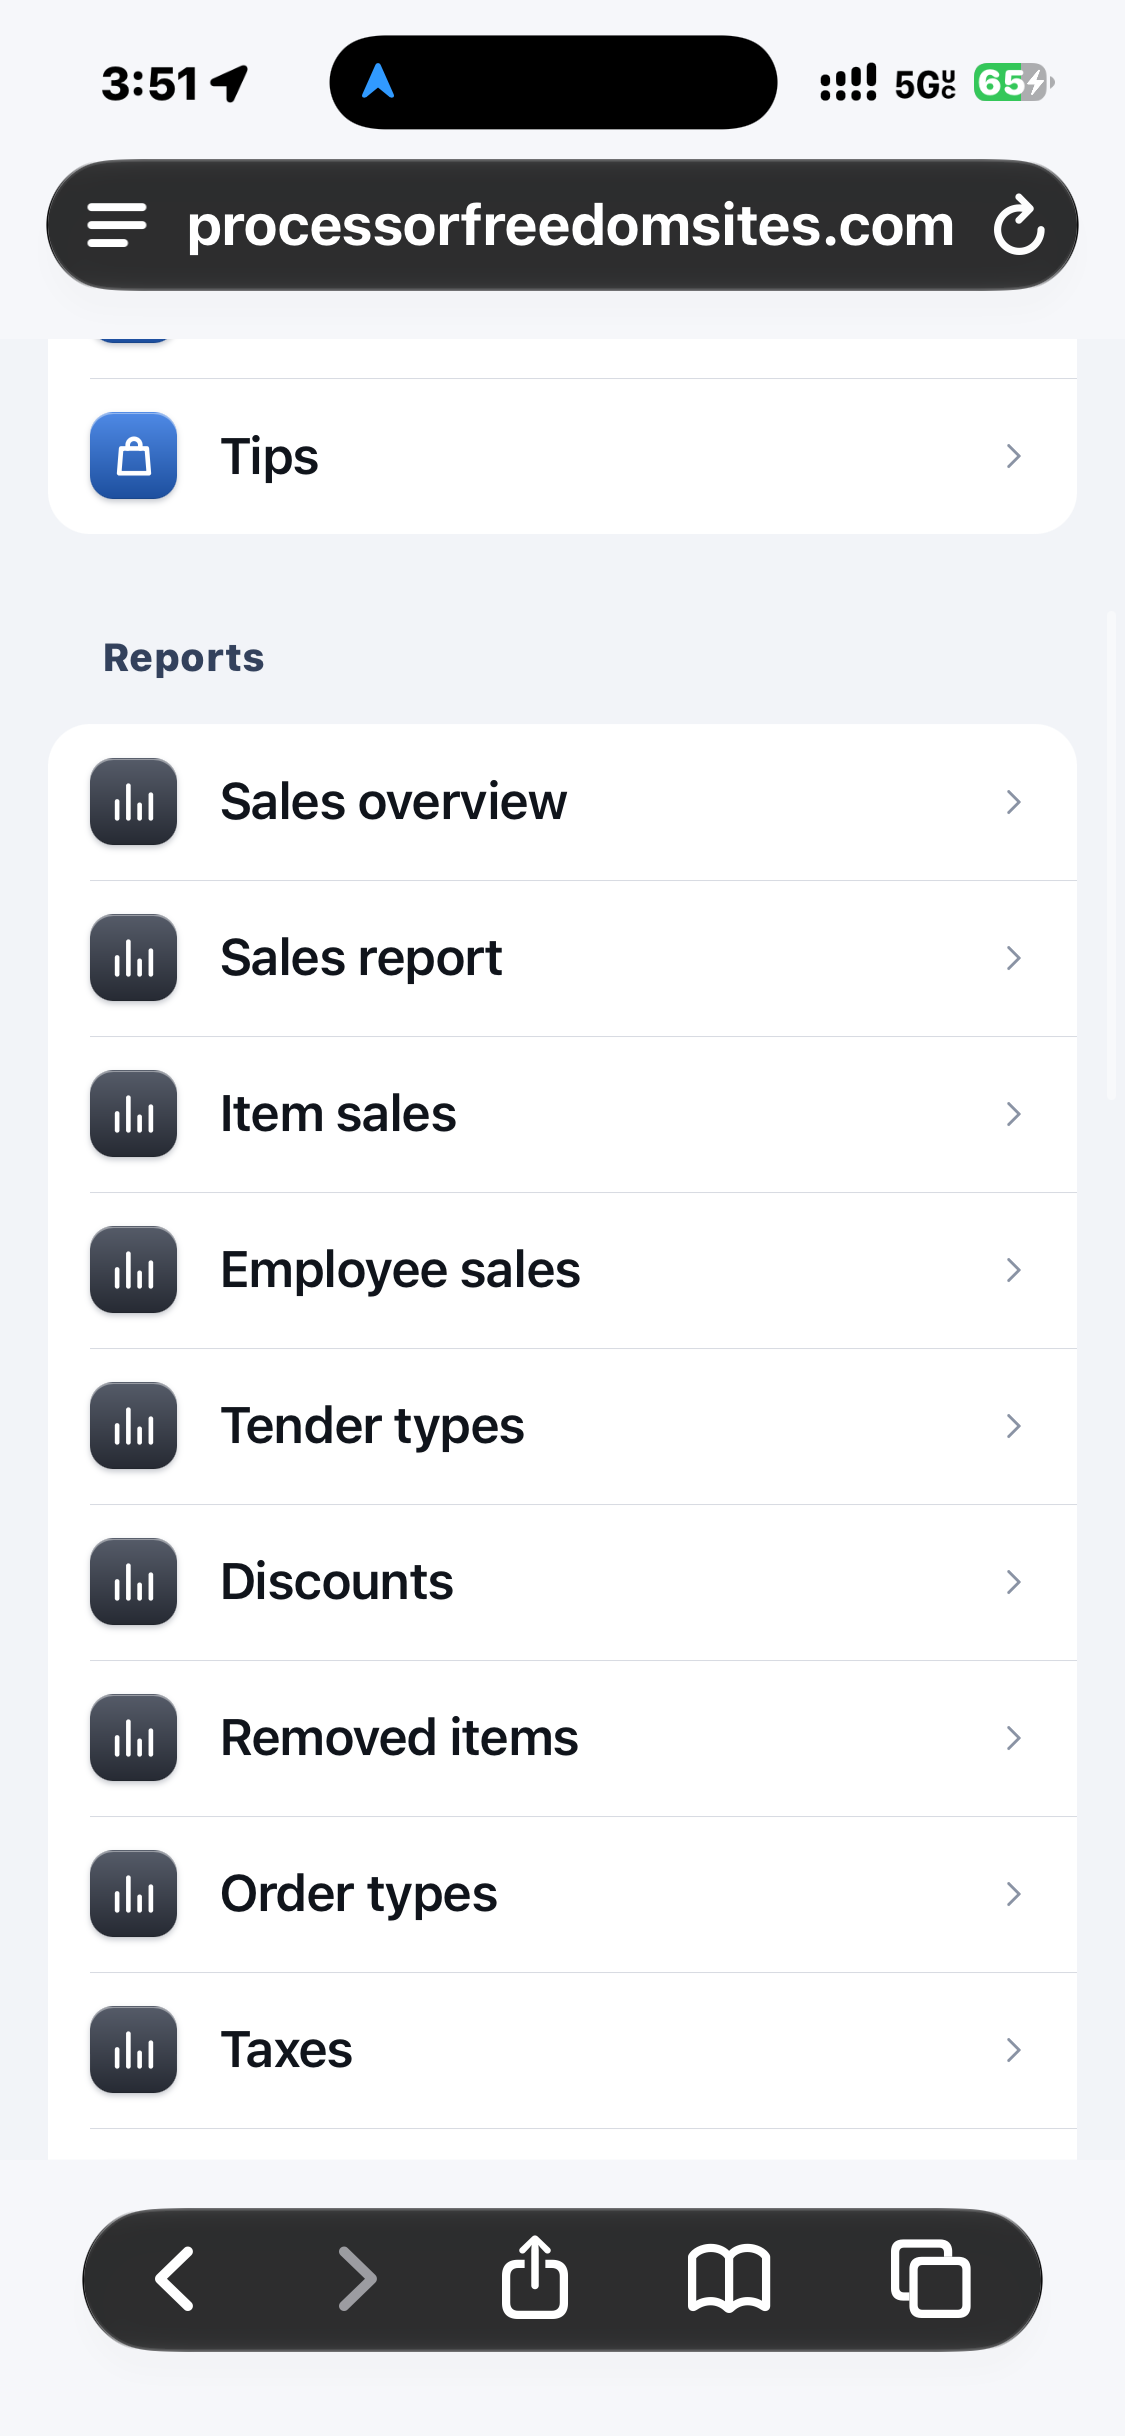 3:51
5GUC
65
processorfreedomsites.com
Tips
Reports
Sales overview
Sales report
Item sales
Employee sales
Tender types
Discounts
Removed items
Order types
Taxes